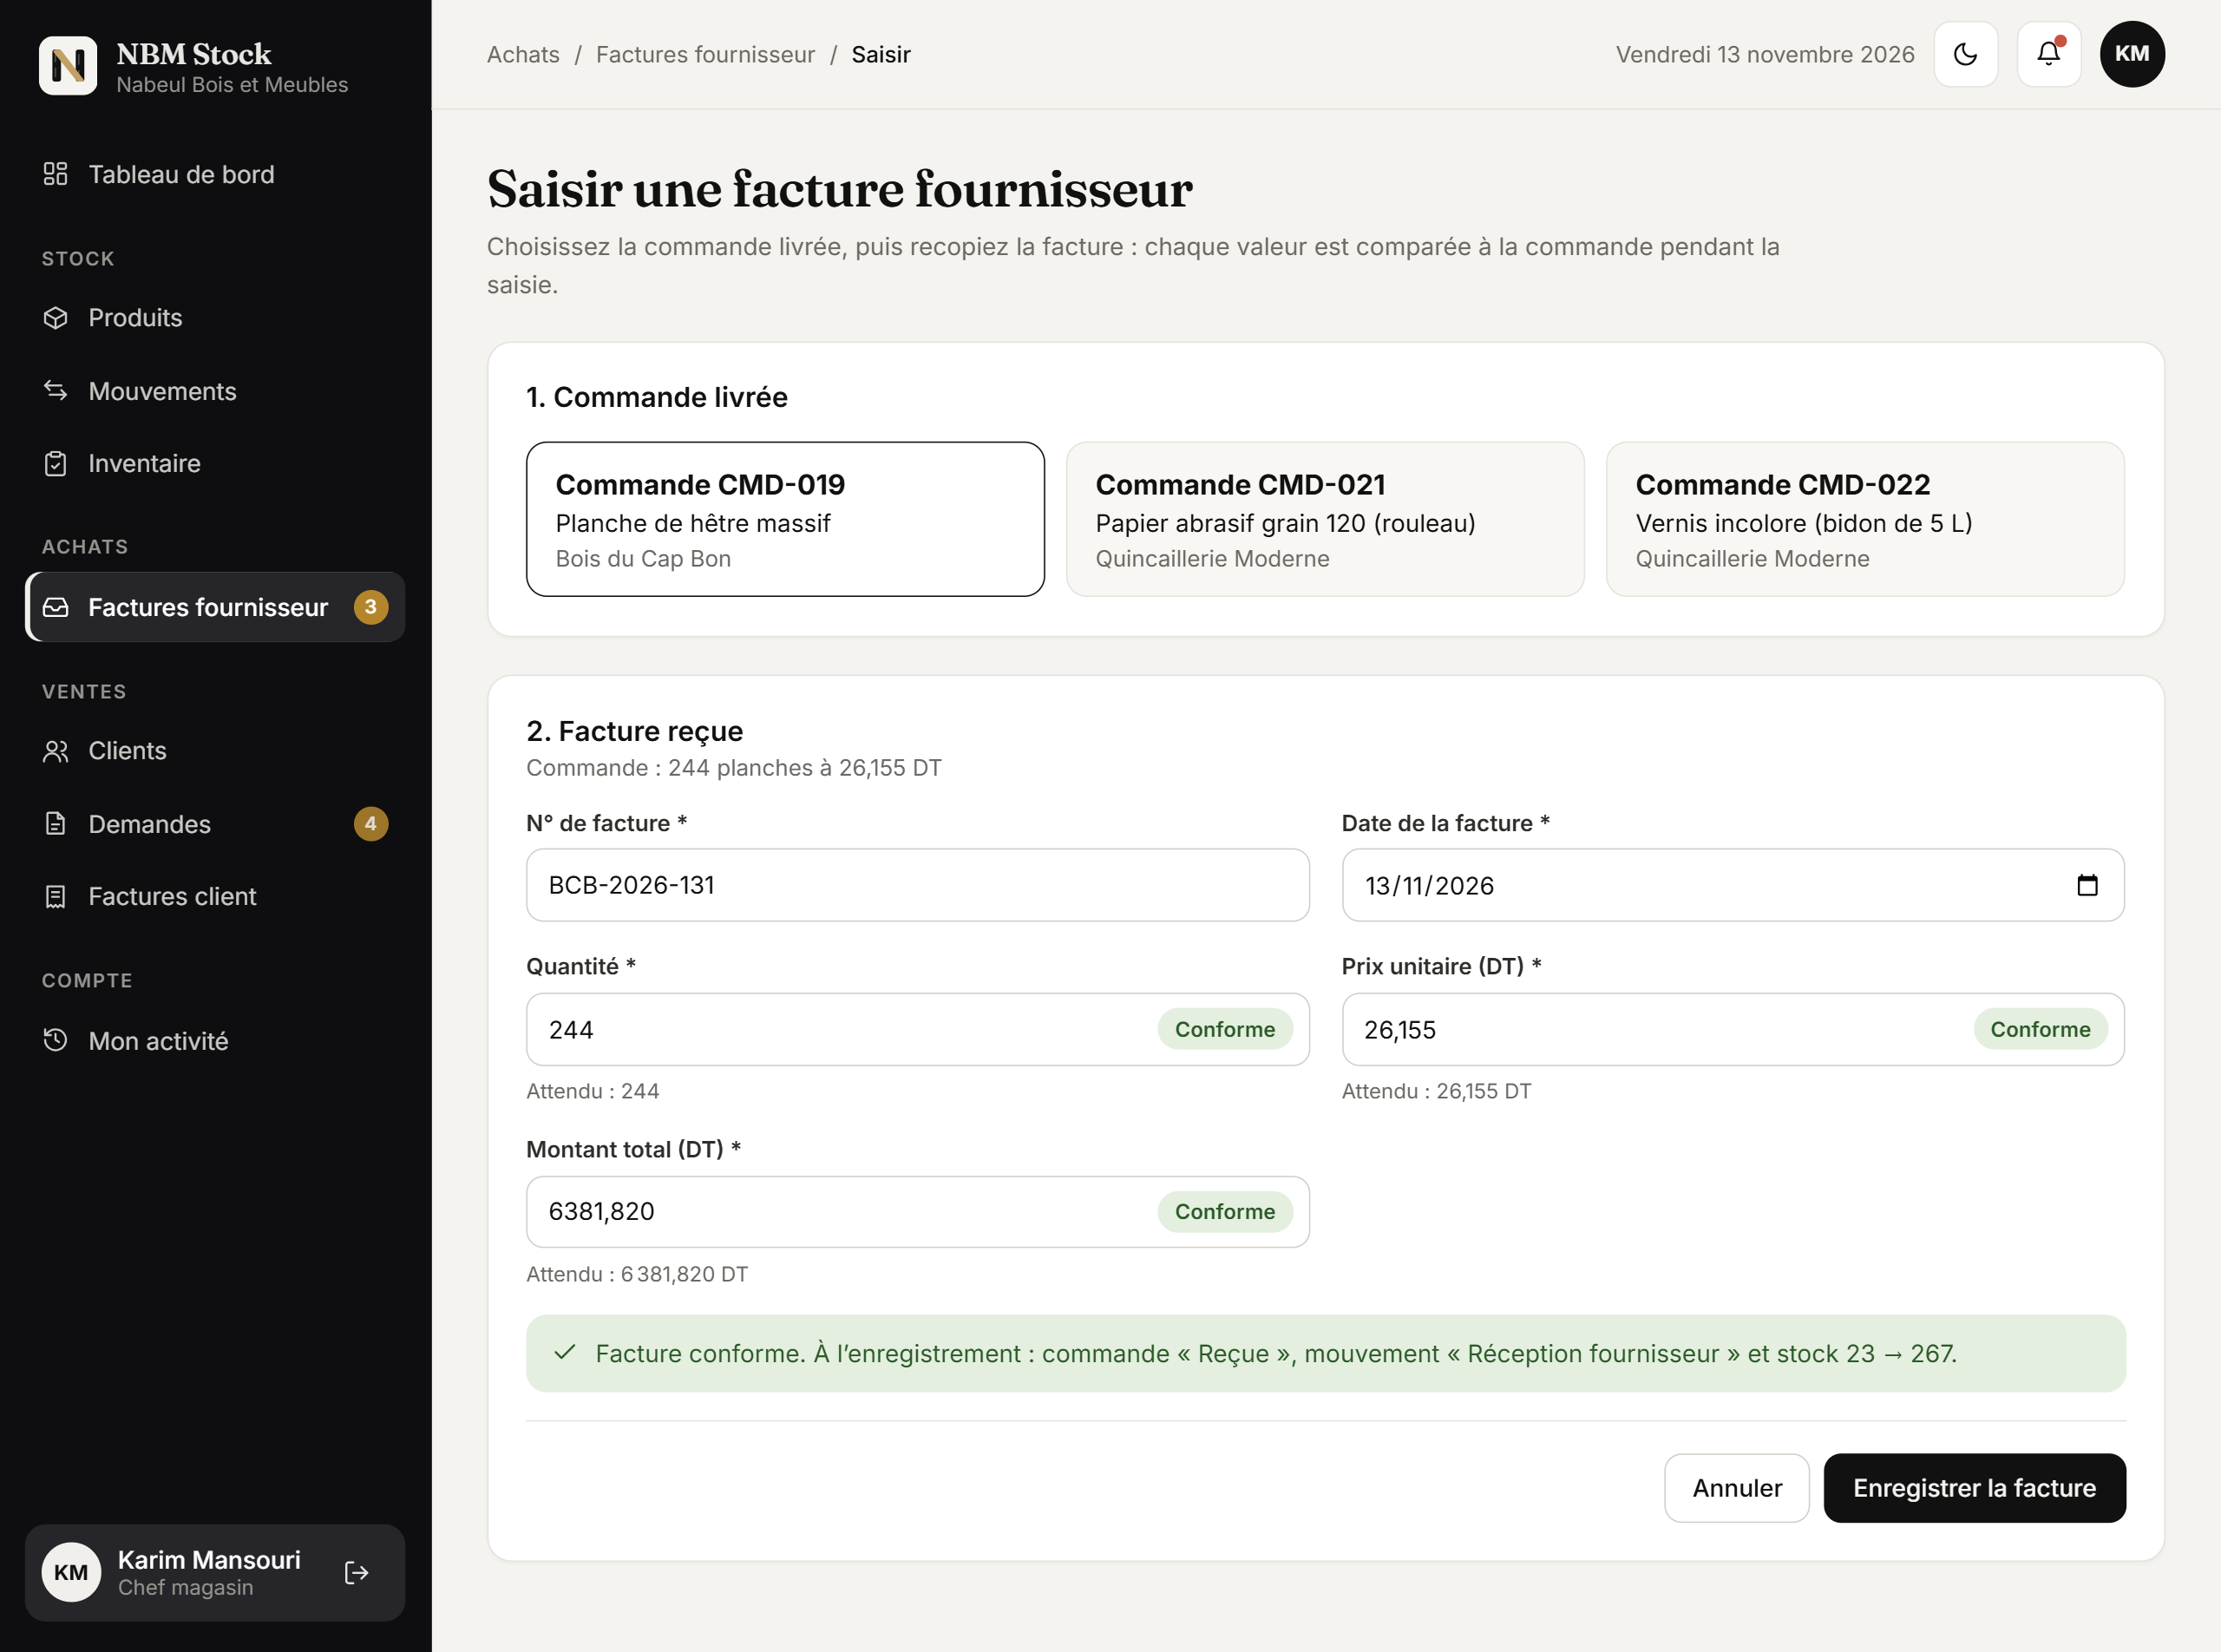 NBM Stock
Nabeul Bois et Meubles
Tableau de bord
STOCK
Produits
Mouvements
Inventaire
ACHATS
Factures fournisseur 3
VENTES
Clients
Demandes 4
Factures client
COMPTE
Mon activité
KM
Karim Mansouri
Chef magasin
Achats / Factures fournisseur / Saisir
Vendredi 13 novembre 2026
KM
Saisir une facture fournisseur
Choisissez la commande livrée, puis recopiez la facture : chaque valeur est comparée à la commande pendant la
saisie.
1. Commande livrée
Commande CMD-019
Planche de hêtre massif
Bois du Cap Bon
Commande CMD-021
Papier abrasif grain 120 (rouleau)
Quincaillerie Moderne
Commande CMD-022
Vernis incolore (bidon de 5 L)
Quincaillerie Moderne
2. Facture reçue
Commande : 244 planches à 26,155 DT
N° de facture *
BCB-2026-131
Date de la facture *
13/11/2026
Quantité *
244
Conforme
Attendu : 244
Prix unitaire (DT) *
26,155
Conforme
Attendu : 26,155 DT
Montant total (DT) *
6381,820
Conforme
Attendu : 6 381,820 DT
Facture conforme. À l’enregistrement : commande « Reçue », mouvement « Réception fournisseur » et stock 23 → 267.
Annuler
Enregistrer la facture